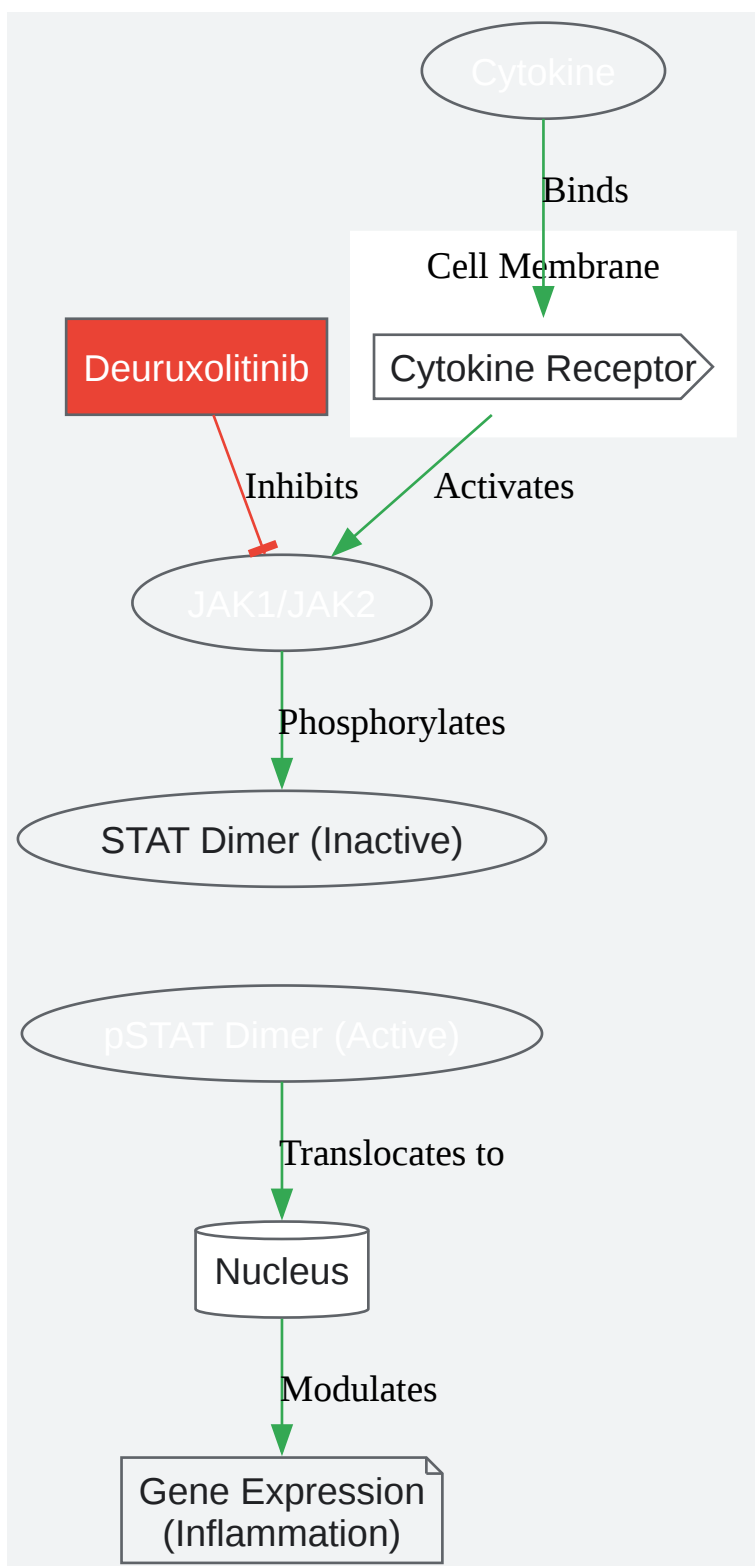 Cytokine
Binds
Cell Membrane
Cytokine Receptor
Deuruxolitinib
Inhibits
Activates
JAK1/JAK2
Phosphorylates
STAT Dimer (Inactive)
pSTAT Dimer (Active)
Translocates to
Nucleus
Modulates
Gene Expression
(Inflammation)